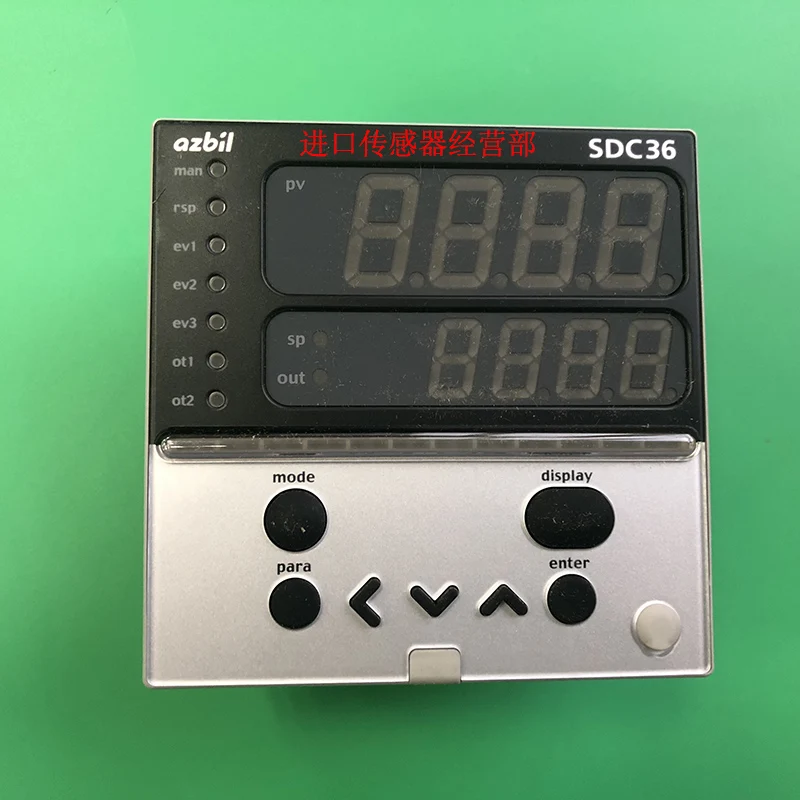 azbil
进口传感器经营部
SDC36
man
rsp
ev1
ev2
ev3
ot1
ot2
pv
sp
out
mode
display
para
enter